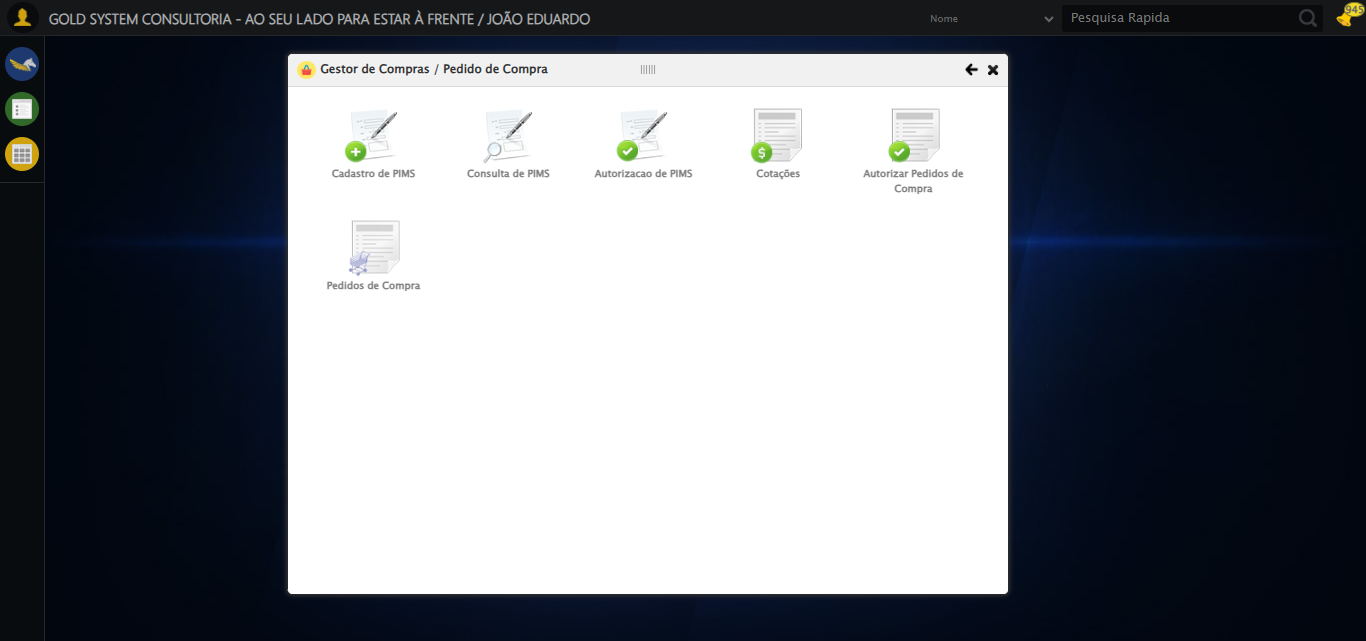 GOLD SYSTEM CONSULTORIA - AO SEU LADO PARA ESTAR À FRENTE / JOÃO EDUARDO
Nome
Pesquisa Rapida
945
Gestor de Compras / Pedido de Compra
Cadastro de PIMS
Consulta de PIMS
Autorizacao de PIMS
Cotações
Autorizar Pedidos de
Compra
Pedidos de Compra